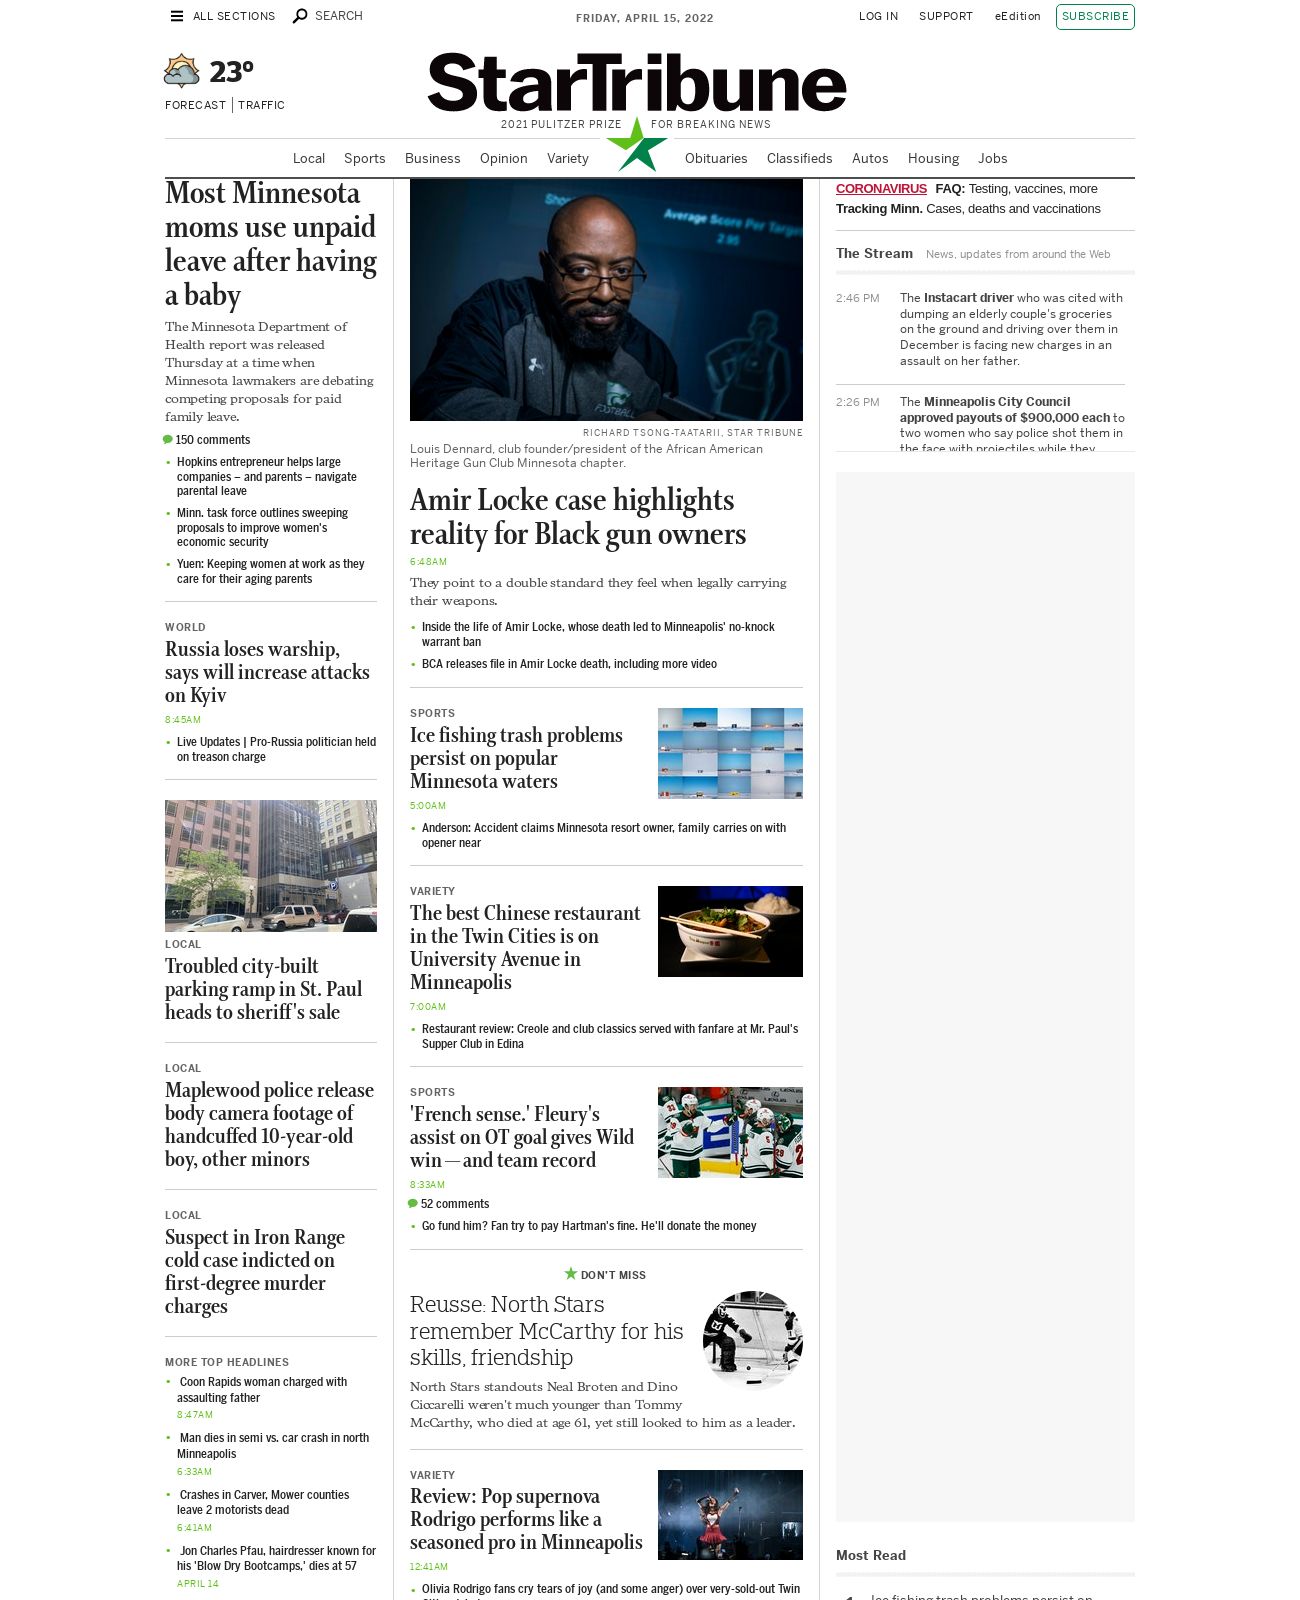 ALL SECTIONS
SEARCH
FRIDAY, APRIL 15, 2022
LOG IN
SUPPORT
eEdition
SUBSCRIBE
23º
FORECAST
TRAFFIC
StarTribune
2021 PULITZER PRIZE
FOR BREAKING NEWS
Local
Sports
Business
Opinion
Variety
Obituaries
Classifieds
Autos
Housing
Jobs
Most Minnesota
moms use unpaid
leave after having
a baby
The Minnesota Department of
Health report was released
Thursday at a time when
Minnesota lawmakers are debating
competing proposals for paid
family leave.
150 comments
• Hopkins entrepreneur helps large
companies – and parents – navigate
parental leave
• Minn. task force outlines sweeping
proposals to improve women's
economic security
• Yuen: Keeping women at work as they
care for their aging parents
WORLD
Russia loses warship,
says will increase attacks
on Kyiv
8:45AM
• Live Updates | Pro-Russia politician held
on treason charge
LOCAL
Troubled city-built
parking ramp in St. Paul
heads to sheriff's sale
LOCAL
Maplewood police release
body camera footage of
handcuffed 10-year-old
boy, other minors
LOCAL
Suspect in Iron Range
cold case indicted on
first-degree murder
charges
MORE TOP HEADLINES
• Coon Rapids woman charged with
assaulting father
8:47AM
• Man dies in semi vs. car crash in north
Minneapolis
6:33AM
• Crashes in Carver, Mower counties
leave 2 motorists dead
6:41AM
• Jon Charles Pfau, hairdresser known for
his 'Blow Dry Bootcamps,' dies at 57
APRIL 14
Average Score Per Target
2.95
FOOTBALL
RICHARD TSONG-TAATARII, STAR TRIBUNE
Louis Dennard, club founder/president of the African American
Heritage Gun Club Minnesota chapter.
Amir Locke case highlights
reality for Black gun owners
6:48AM
They point to a double standard they feel when legally carrying
their weapons.
• Inside the life of Amir Locke, whose death led to Minneapolis' no-knock
warrant ban
• BCA releases file in Amir Locke death, including more video
SPORTS
Ice fishing trash problems
persist on popular
Minnesota waters
5:00AM
• Anderson: Accident claims Minnesota resort owner, family carries on with
opener near
VARIETY
The best Chinese restaurant
in the Twin Cities is on
University Avenue in
Minneapolis
7:00AM
• Restaurant review: Creole and club classics served with fanfare at Mr. Paul's
Supper Club in Edina
SPORTS
'French sense.' Fleury's
assist on OT goal gives Wild
win — and team record
8:33AM
52 comments
• Go fund him? Fan try to pay Hartman's fine. He'll donate the money
DON'T MISS
Reusse: North Stars
remember McCarthy for his
skills, friendship
North Stars standouts Neal Broten and Dino
Ciccarelli weren't much younger than Tommy
McCarthy, who died at age 61, yet still looked to him as a leader.
VARIETY
Review: Pop supernova
Rodrigo performs like a
seasoned pro in Minneapolis
12:41AM
• Olivia Rodrigo fans cry tears of joy (and some anger) over very-sold-out Twin
CORONAVIRUS FAQ: Testing, vaccines, more
Tracking Minn. Cases, deaths and vaccinations
The Stream News, updates from around the Web
2:46 PM
The Instacart driver who was cited with
dumping an elderly couple's groceries
on the ground and driving over them in
December is facing new charges in an
assault on her father.
2:26 PM
The Minneapolis City Council
approved payouts of $900,000 each to
two women who say police shot them in
the face with projectiles while they
Most Read
Ice fishing trash problems persist on